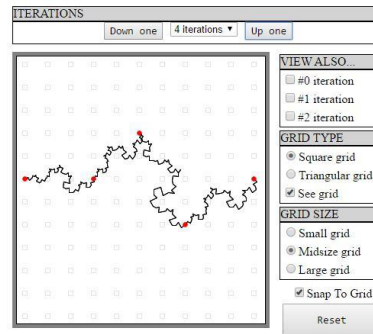 ITERATIONS
Down one 4 iterations Up one
VIEW ALSO...
#0 iteration
#1 iteration
#2 iteration
GRID TYPE
Square grid
Triangular grid
See grid
GRID SIZE
Small grid
Midsize grid
Large grid
Snap To Grid
Reset